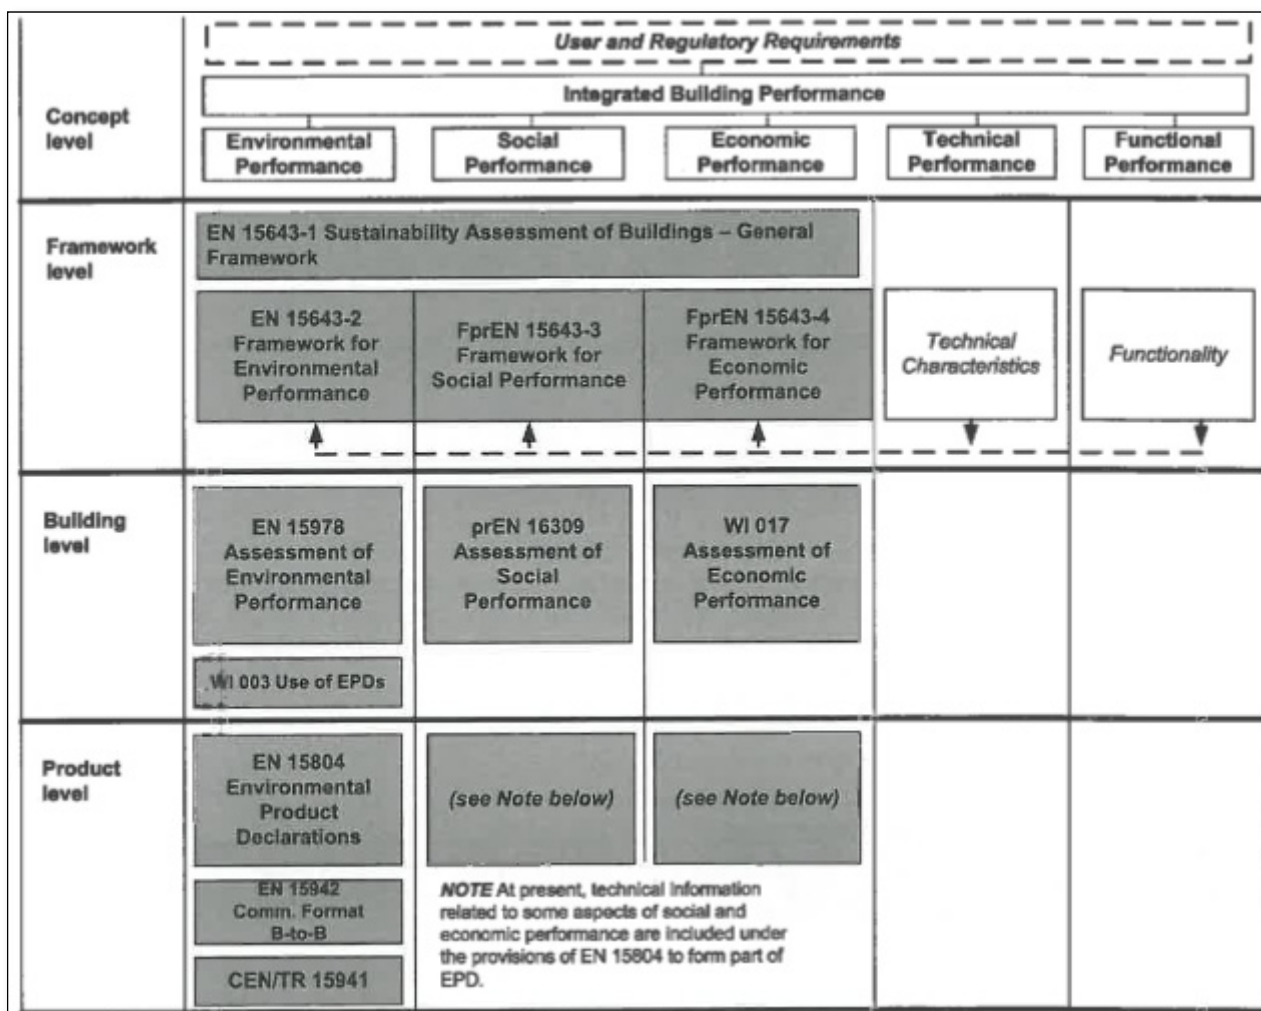 User and Regulatory Requirements
Integrated Building Performance
Concept
level
Environmental
Performance
Social
Performance
Economic
Performance
Technical
Performance
Functional
Performance
Framework
level
EN 15643-1 Sustainability Assessment of Buildings – General
Framework
EN 15643-2
Framework for
Environmental
Performance
FprEN 15643-3
Framework for
Social Performance
FprEN 15643-4
Framework for
Economic
Performance
Technical
Characteristics
Functionality
Building
level
EN 15978
Assessment of
Environmental
Performance
prEN 16309
Assessment of
Social
Performance
WI 017
Assessment of
Economic
Performance
WI 003 Use of EPDs
Product
level
EN 15804
Environmental
Product
Declarations
(see Note below)
(see Note below)
EN 15942
Comm. Format
B-to-B
CEN/TR 15941
NOTE At present, technical information
related to some aspects of social and
economic performance are included under
the provisions of EN 15804 to form part of
EPD.